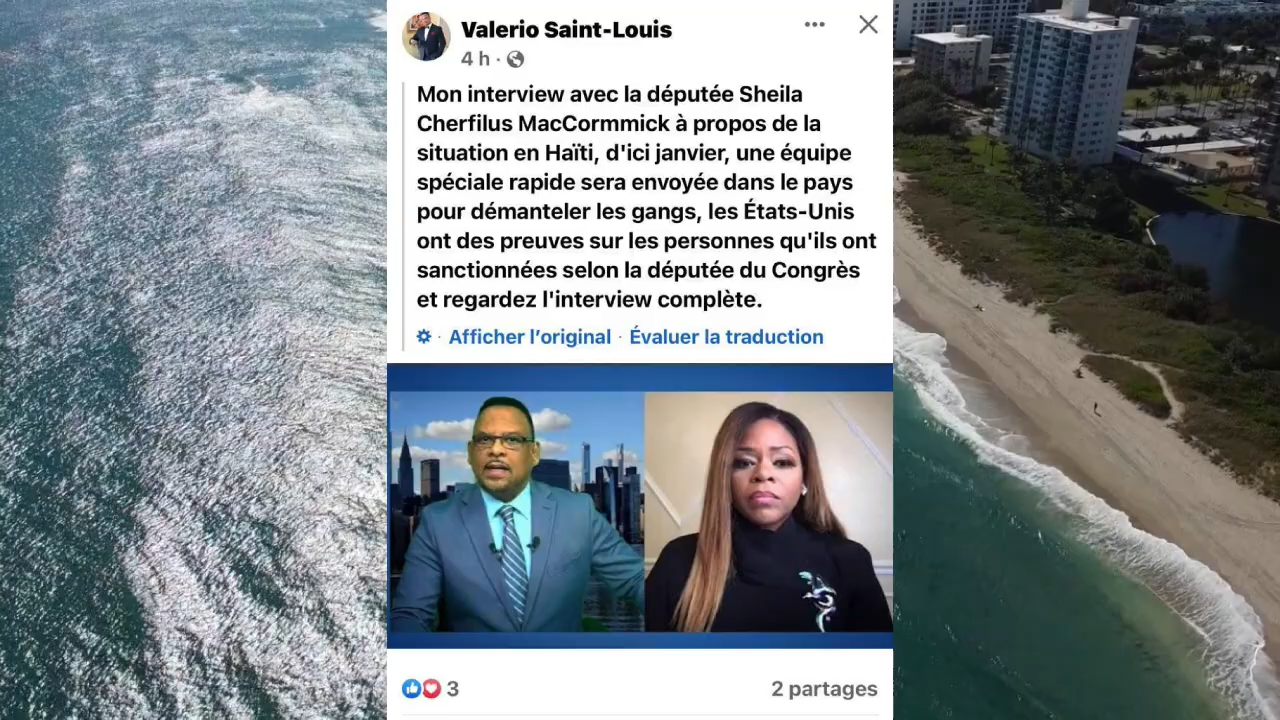 Valerio Saint-Louis
4 h ·
Mon interview avec la députée Sheila
Cherfilus MacCormmick à propos de la
situation en Haïti, d'ici janvier, une équipe
spéciale rapide sera envoyée dans le pays
pour démanteler les gangs, les États-Unis
ont des preuves sur les personnes qu'ils ont
sanctionnées selon la députée du Congrès
et regardez l'interview complète.
· Afficher l’original · Évaluer la traduction
3 2 partages